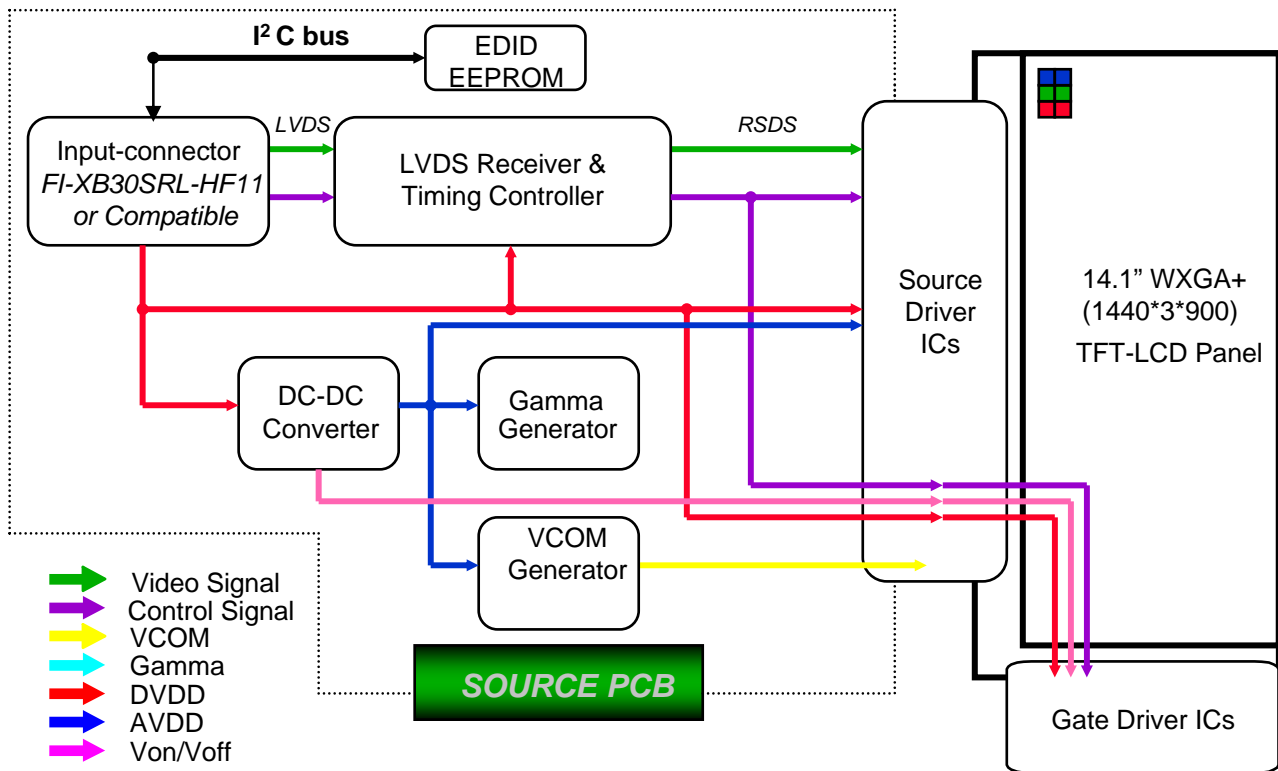 I² C bus
EDID
EEPROM
Input-connector
FI-XB30SRL-HF11
or Compatible
LVDS
LVDS Receiver &
Timing Controller
RSDS
Source
Driver
ICs
14.1” WXGA+
(1440*3*900)
TFT-LCD Panel
DC-DC
Converter
Gamma
Generator
VCOM
Generator
Video Signal
Control Signal
VCOM
Gamma
DVDD
AVDD
Von/Voff
SOURCE PCB
Gate Driver ICs